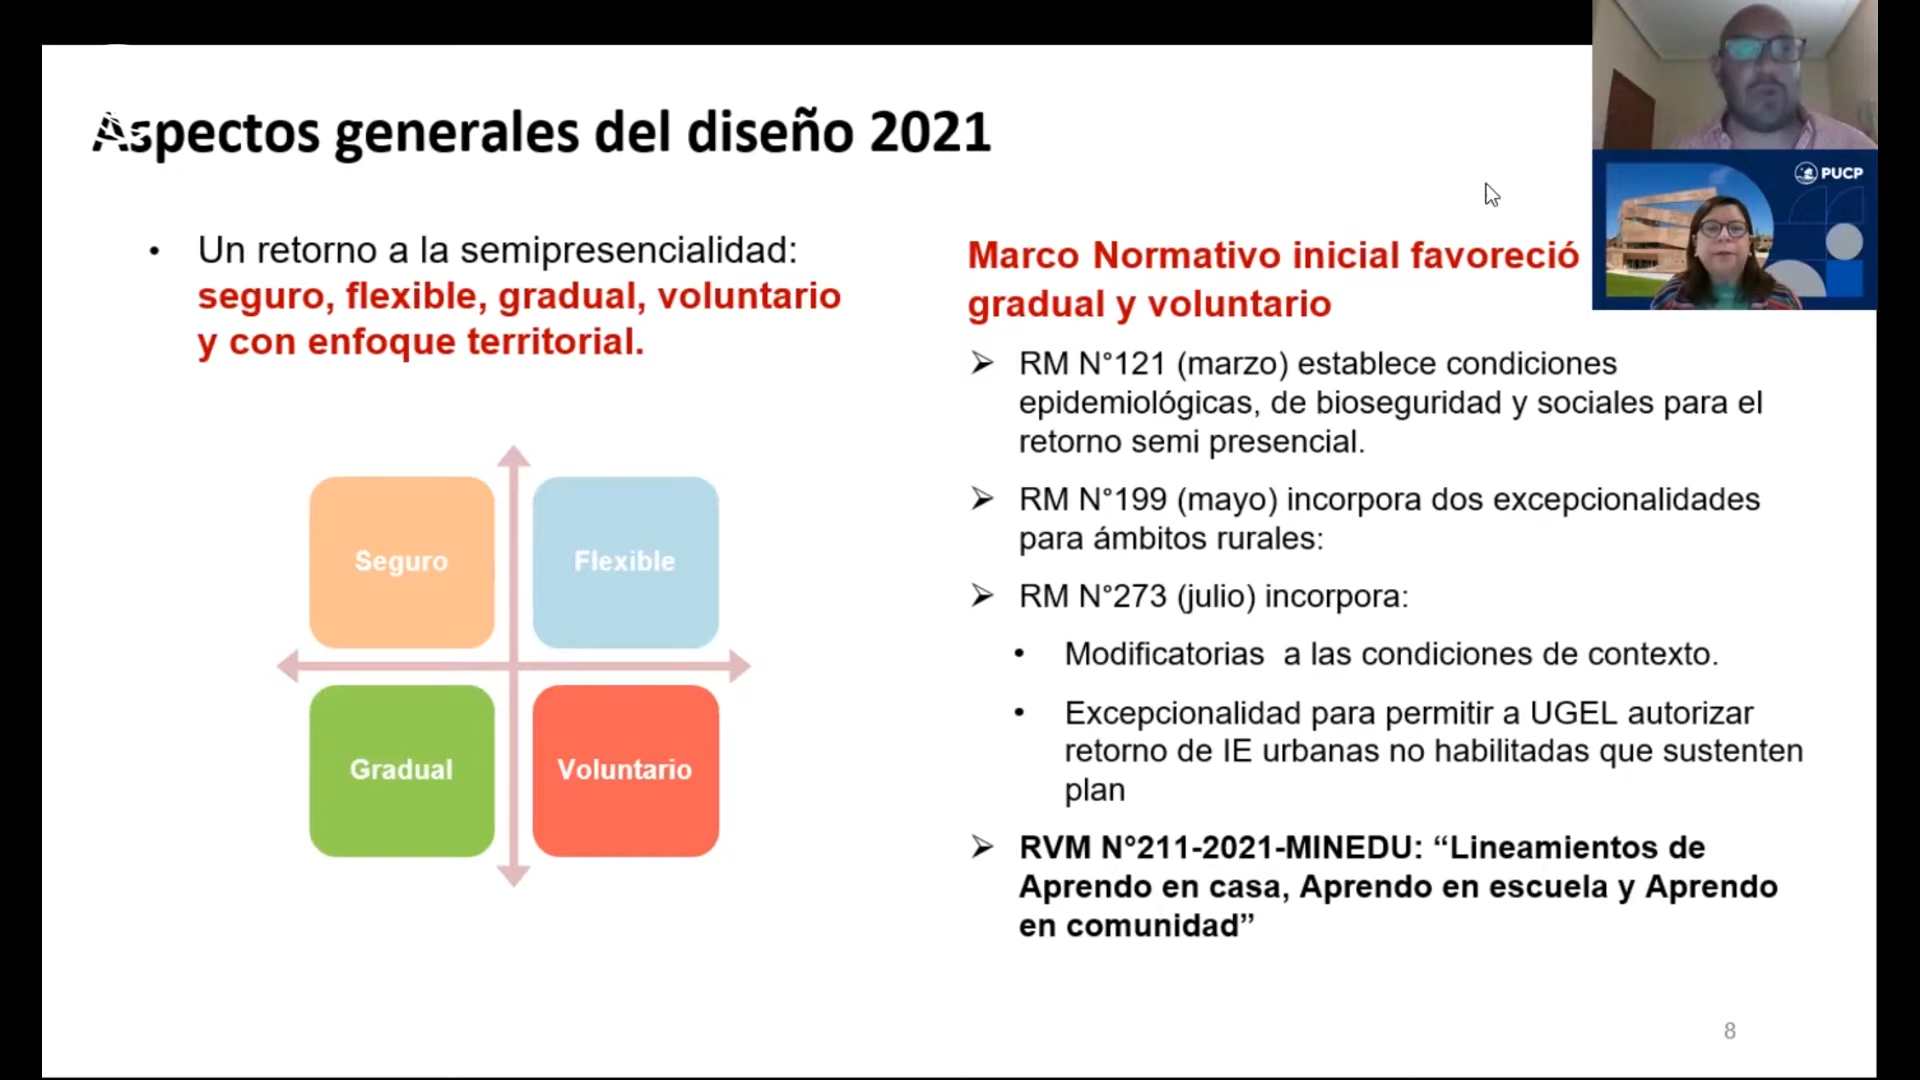 Aspectos generales del diseño 2021
• Un retorno a la semipresencialidad:
seguro, flexible, gradual, voluntario
y con enfoque territorial.
Seguro
Flexible
Gradual
Voluntario
Marco Normativo inicial favoreció
gradual y voluntario
➢ RM N°121 (marzo) establece condiciones
epidemiológicas, de bioseguridad y sociales para el
retorno semi presencial.
➢ RM N°199 (mayo) incorpora dos excepcionalidades
para ámbitos rurales:
➢ RM N°273 (julio) incorpora:
• Modificatorias a las condiciones de contexto.
• Excepcionalidad para permitir a UGEL autorizar
retorno de IE urbanas no habilitadas que sustenten
plan
➢ RVM N°211-2021-MINEDU: “Lineamientos de
Aprendo en casa, Aprendo en escuela y Aprendo
en comunidad”
8
PUCP